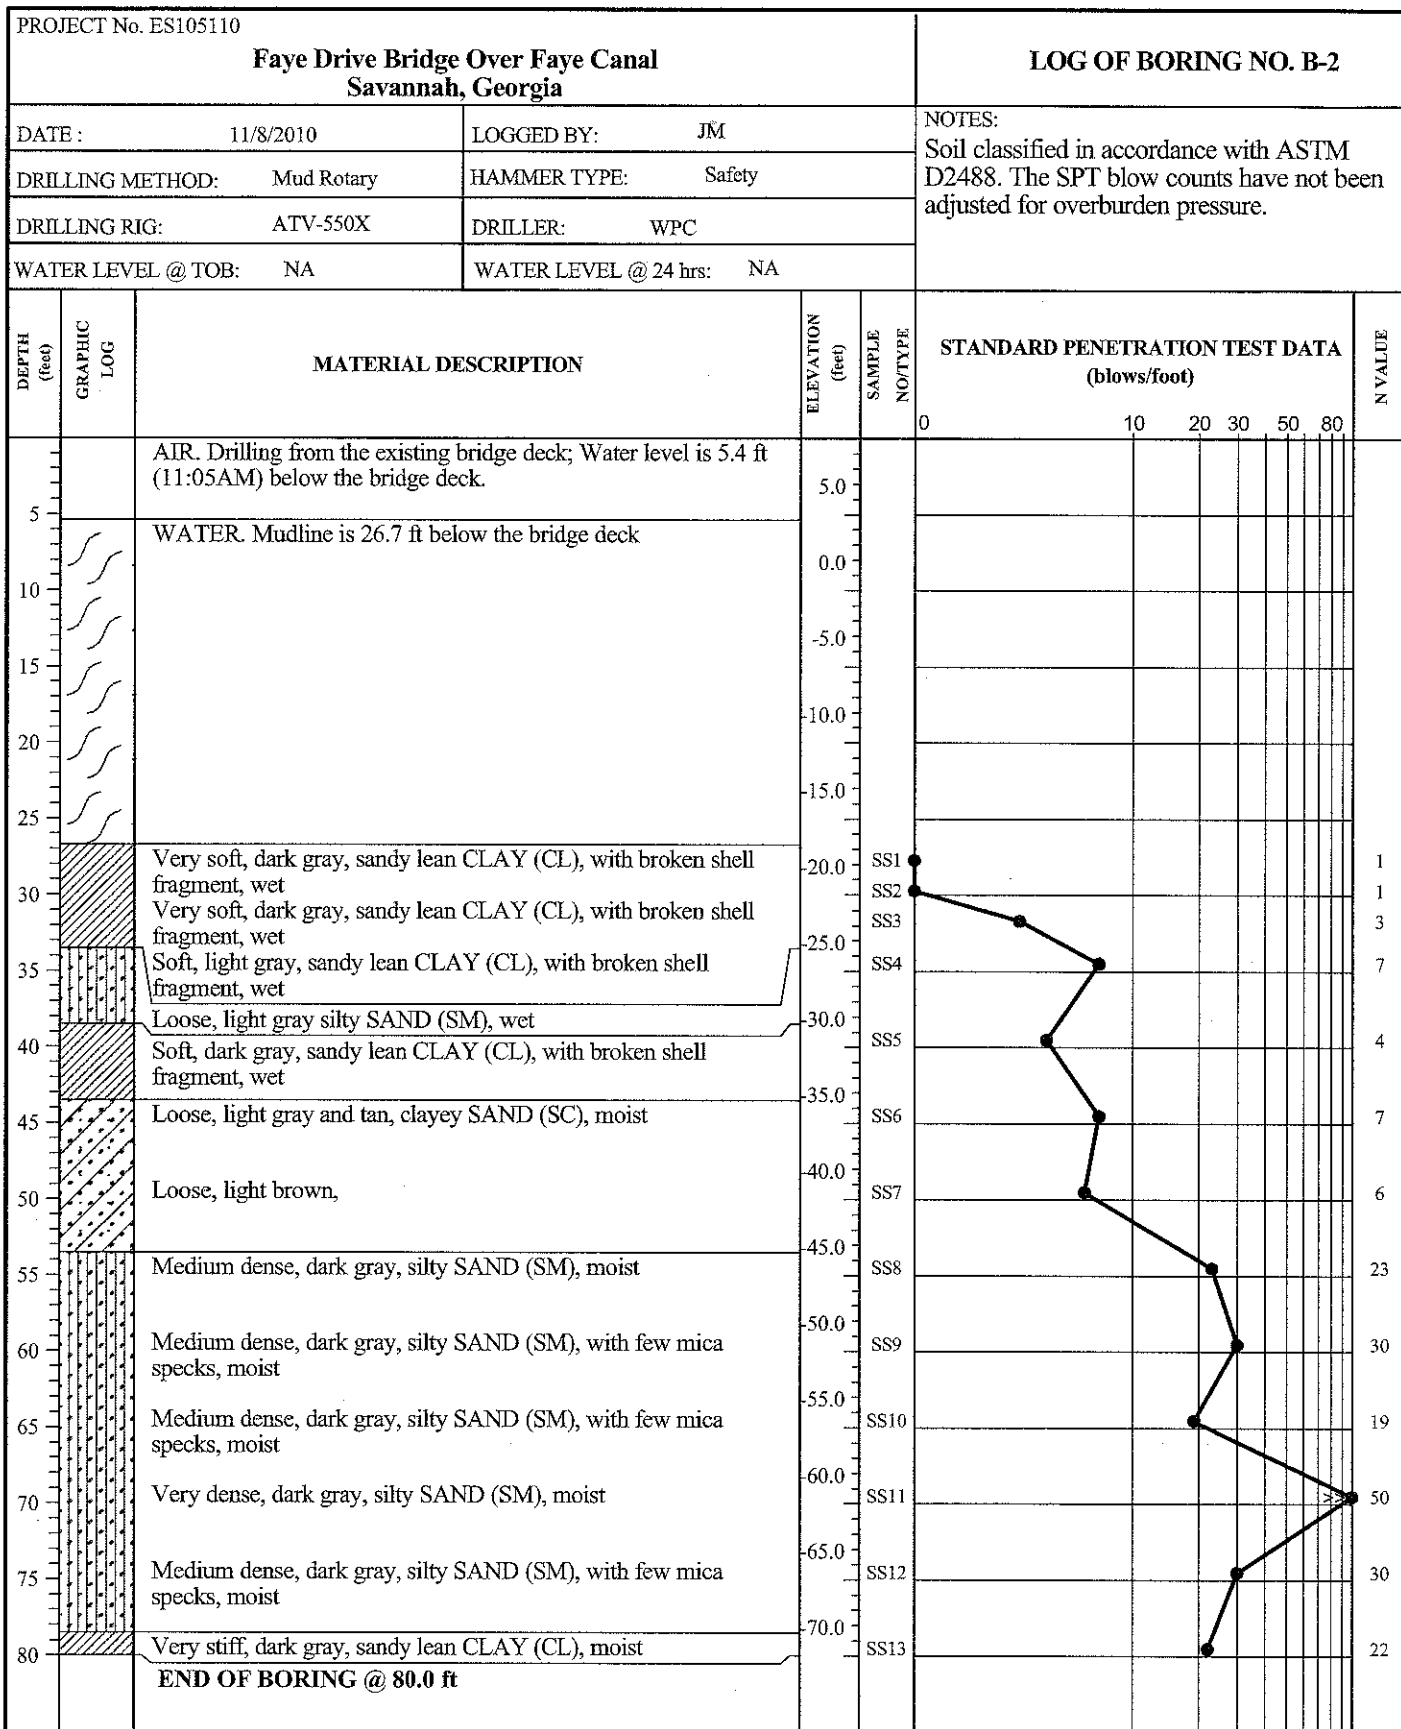 PROJECT No. ES105110
Faye Drive Bridge Over Faye Canal
Savannah, Georgia
LOG OF BORING NO. B-2
DATE : 11/8/2010
LOGGED BY: JM
DRILLING METHOD: Mud Rotary
HAMMER TYPE: Safety
DRILLING RIG: ATV-550X
DRILLER: WPC
WATER LEVEL @ TOB: NA
WATER LEVEL @ 24 hrs: NA
NOTES:
Soil classified in accordance with ASTM
D2488. The SPT blow counts have not been
adjusted for overburden pressure.
DEPTH
(feet)
GRAPHIC
LOG
MATERIAL DESCRIPTION
ELEVATION
(feet)
SAMPLE
NO/TYPE
STANDARD PENETRATION TEST DATA
(blows/foot)
0 10 20 30 50 80
N VALUE
AIR. Drilling from the existing bridge deck; Water level is 5.4 ft
(11:05AM) below the bridge deck.
5.0
5
WATER. Mudline is 26.7 ft below the bridge deck
0.0
10
-5.0
15
-10.0
20
-15.0
25
Very soft, dark gray, sandy lean CLAY (CL), with broken shell
fragment, wet
-20.0 SS1 1
30 SS2 1
Very soft, dark gray, sandy lean CLAY (CL), with broken shell
fragment, wet
SS3 3
-25.0
Soft, light gray, sandy lean CLAY (CL), with broken shell
fragment, wet
35 SS4 7
Loose, light gray silty SAND (SM), wet
-30.0
40 SS5 4
Soft, dark gray, sandy lean CLAY (CL), with broken shell
fragment, wet
-35.0
Loose, light gray and tan, clayey SAND (SC), moist
45 SS6 7
-40.0
Loose, light brown,
50 SS7 6
-45.0
Medium dense, dark gray, silty SAND (SM), moist
55 SS8 23
-50.0
Medium dense, dark gray, silty SAND (SM), with few mica
specks, moist
60 SS9 30
-55.0
Medium dense, dark gray, silty SAND (SM), with few mica
specks, moist
65 SS10 19
-60.0
Very dense, dark gray, silty SAND (SM), moist
70 SS11 >> 50
-65.0
Medium dense, dark gray, silty SAND (SM), with few mica
specks, moist
75 SS12 30
-70.0
Very stiff, dark gray, sandy lean CLAY (CL), moist
80 SS13 22
END OF BORING @ 80.0 ft